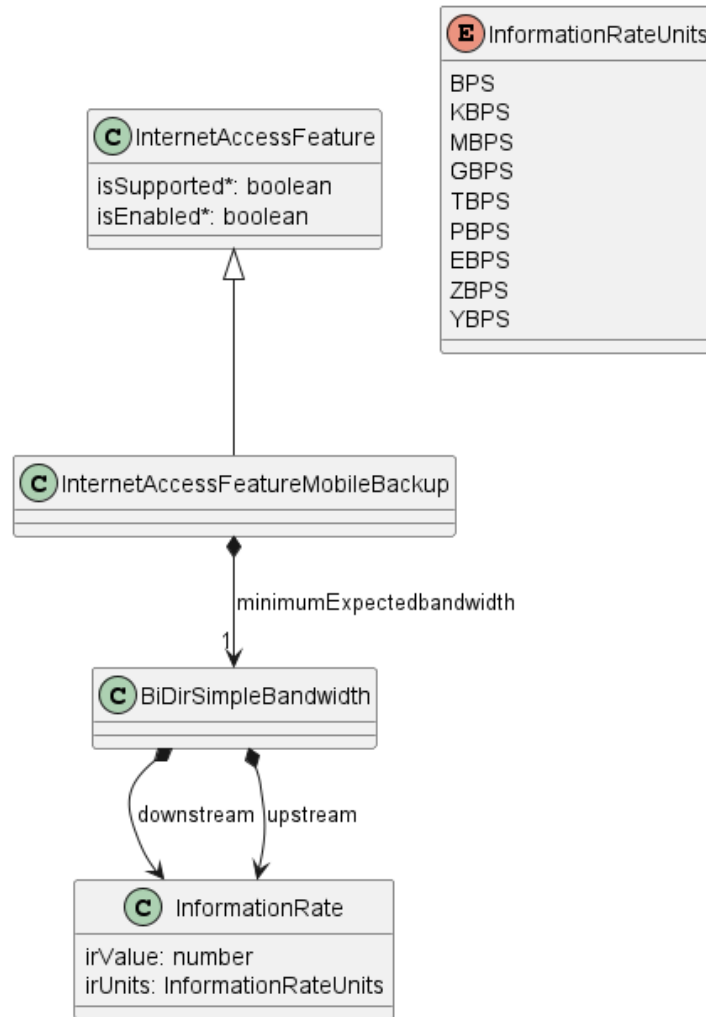 E InformationRateUnits
BPS
KBPS
MBPS
GBPS
TBPS
PBPS
EBPS
ZBPS
YBPS
C InternetAccessFeature
isSupported*: boolean
isEnabled*: boolean
C InternetAccessFeatureMobileBackup
minimumExpectedbandwidth
1
C BiDirSimpleBandwidth
downstream
upstream
C InformationRate
irValue: number
irUnits: InformationRateUnits